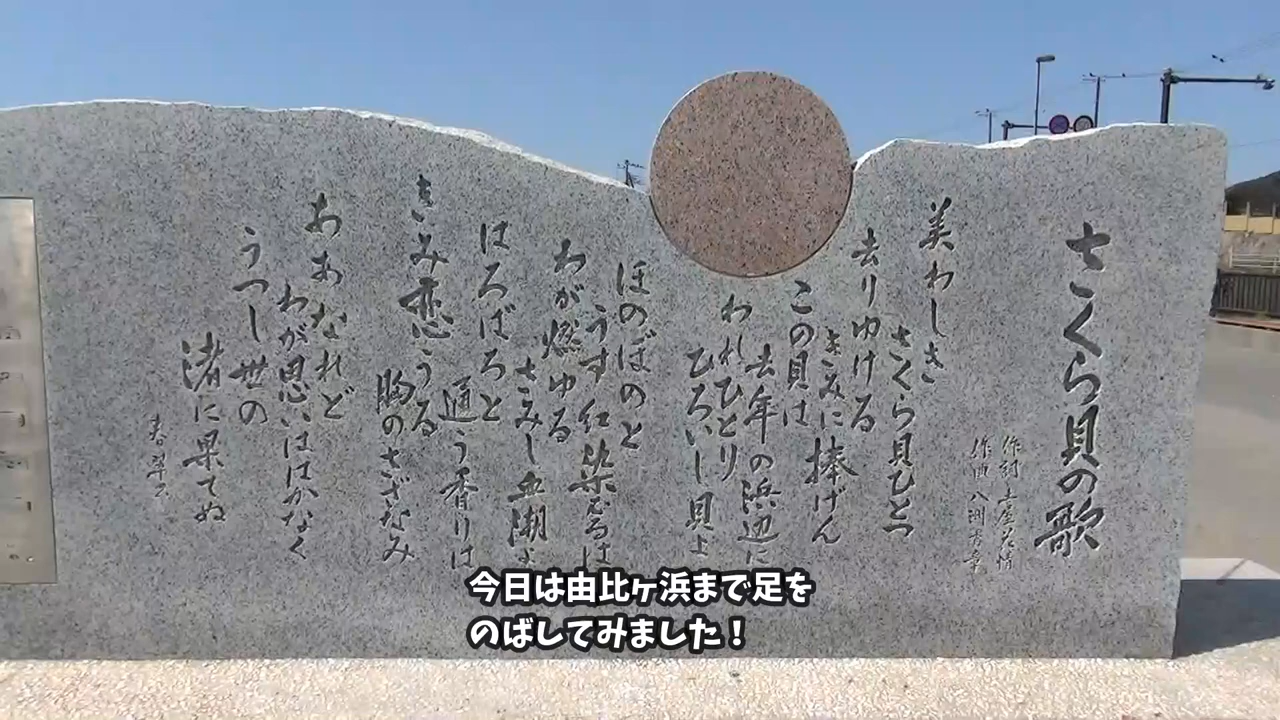 さくら貝の歌
作詞 土屋花情
作曲 八洲秀章
美わしき
さくら貝ひとつ
去りゆける
きみに捧げん
この貝は
去年の浜辺に
われひとり
ひろいし貝よ
ほのぼのと
うす紅染むるは
わが燃ゆる
さみし血潮よ
はろばろと
通う香りは
きみ恋うる
胸のさざなみ
ああなれど
わが思いははかなく
うつし世の
渚に果てぬ
今日は由比ヶ浜まで足を
のばしてみました！